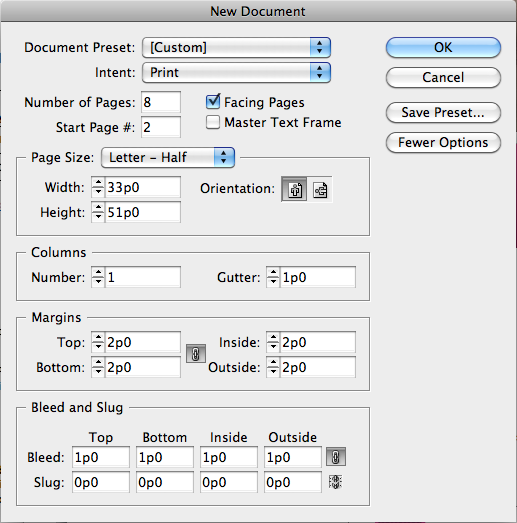 New Document
Document Preset: [Custom] OK
Intent: Print Cancel
Number of Pages: 8 Facing Pages Save Preset...
Start Page #: 2 Master Text Frame
Fewer Options
Page Size: Letter – Half
Width: 33p0 Orientation:
Height: 51p0
Columns
Number: 1 Gutter: 1p0
Margins
Top: 2p0 Inside: 2p0
Bottom: 2p0 Outside: 2p0
Bleed and Slug
Top Bottom Inside Outside
Bleed: 1p0 1p0 1p0 1p0
Slug: 0p0 0p0 0p0 0p0